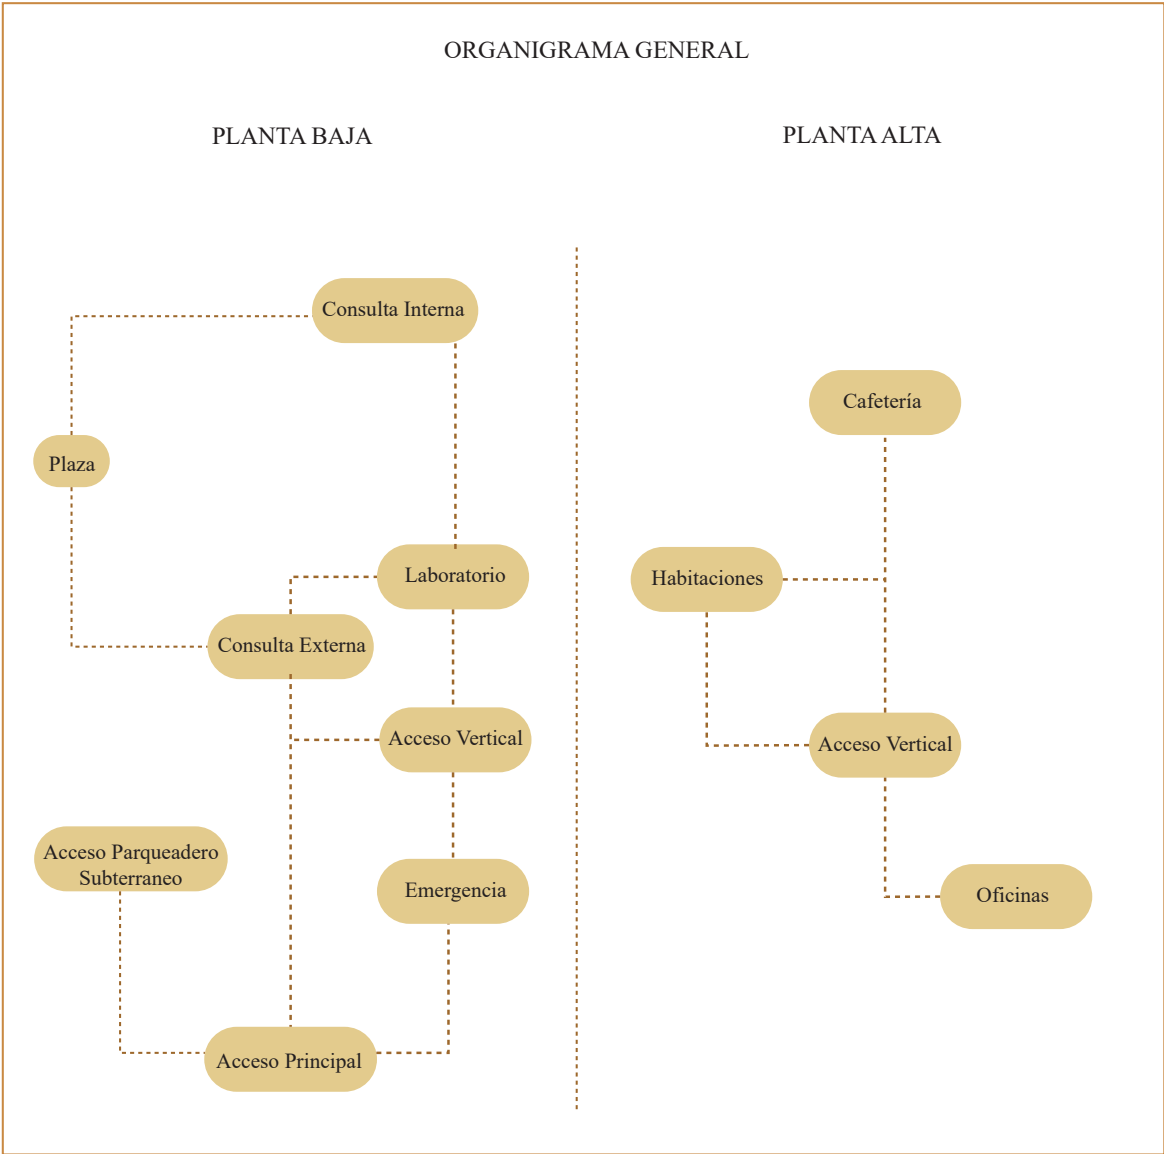 ORGANIGRAMA GENERAL
PLANTA BAJA
Consulta Interna
Plaza
Laboratorio
Consulta Externa
Acceso Vertical
Acceso Parqueadero
Subterraneo
Emergencia
Acceso Principal
PLANTA ALTA
Cafetería
Habitaciones
Acceso Vertical
Oficinas